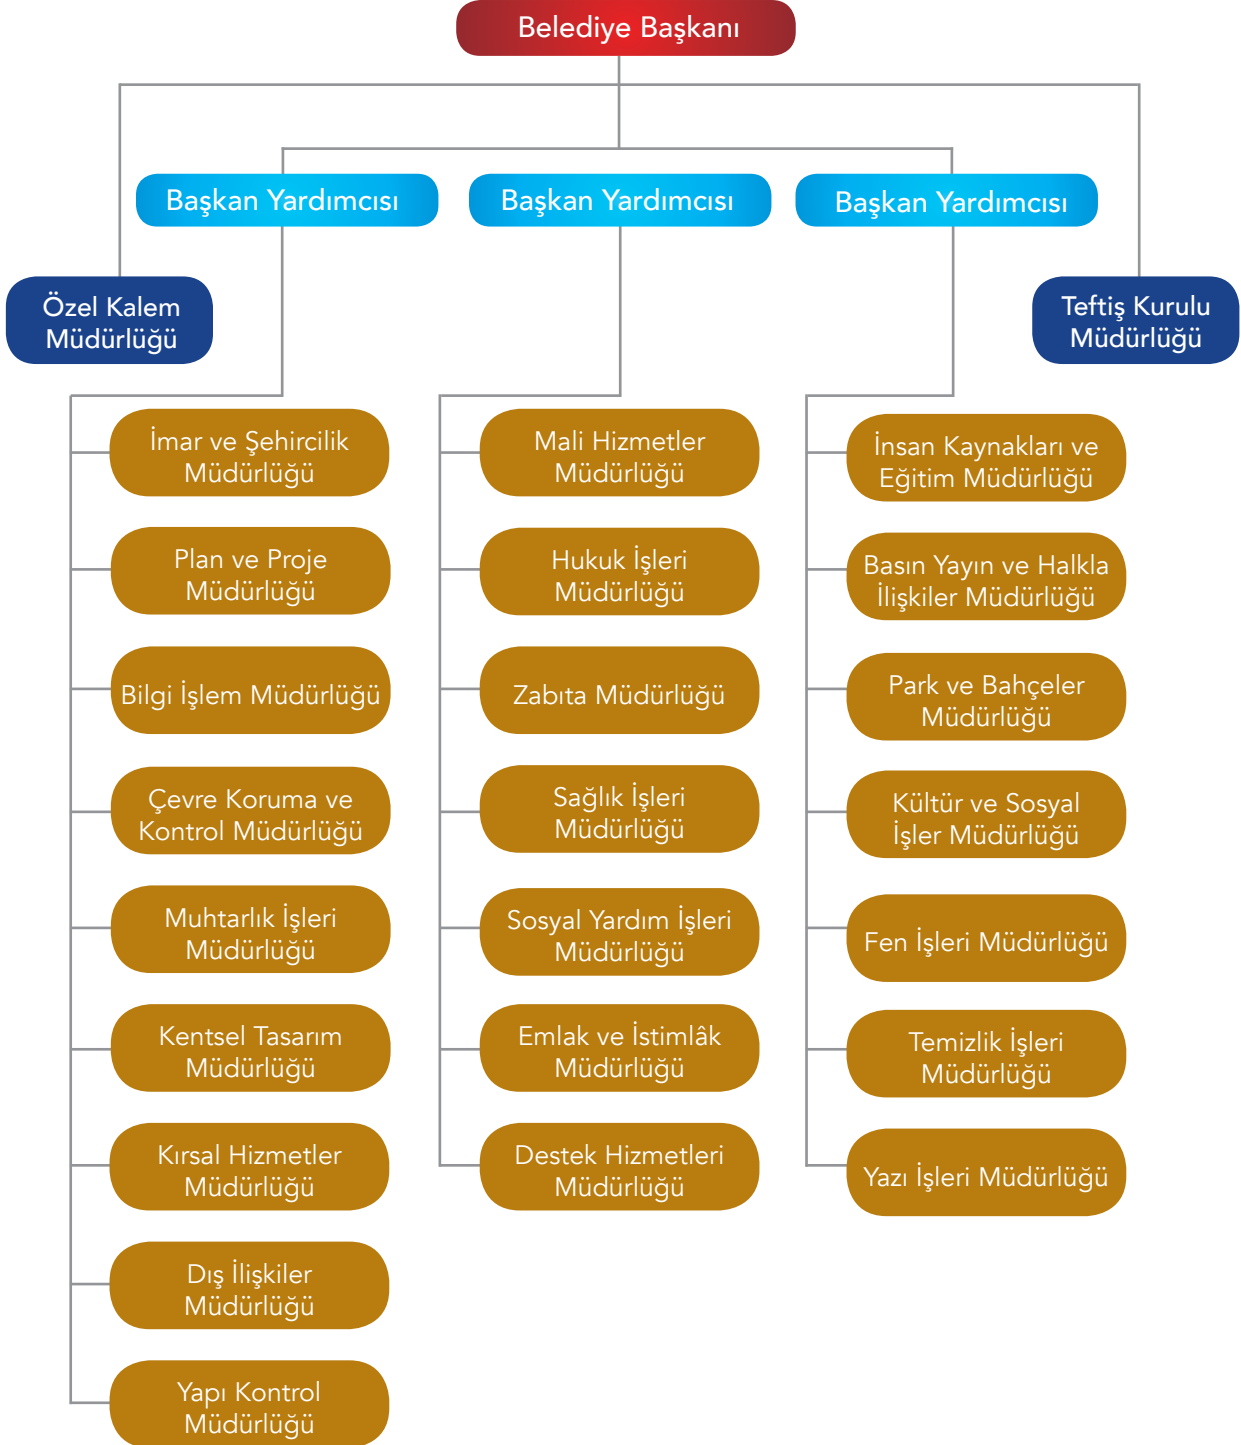 Belediye Başkanı
Başkan Yardımcısı
Başkan Yardımcısı
Başkan Yardımcısı
Özel Kalem
Müdürlüğü
Teftiş Kurulu
Müdürlüğü
İmar ve Şehircilik
Müdürlüğü
Plan ve Proje
Müdürlüğü
Bilgi İşlem Müdürlüğü
Çevre Koruma ve
Kontrol Müdürlüğü
Muhtarlık İşleri
Müdürlüğü
Kentsel Tasarım
Müdürlüğü
Kırsal Hizmetler
Müdürlüğü
Dış İlişkiler
Müdürlüğü
Yapı Kontrol
Müdürlüğü
Mali Hizmetler
Müdürlüğü
Hukuk İşleri
Müdürlüğü
Zabıta Müdürlüğü
Sağlık İşleri
Müdürlüğü
Sosyal Yardım İşleri
Müdürlüğü
Emlak ve İstimlâk
Müdürlüğü
Destek Hizmetleri
Müdürlüğü
İnsan Kaynakları ve
Eğitim Müdürlüğü
Basın Yayın ve Halkla
İlişkiler Müdürlüğü
Park ve Bahçeler
Müdürlüğü
Kültür ve Sosyal
İşler Müdürlüğü
Fen İşleri Müdürlüğü
Temizlik İşleri
Müdürlüğü
Yazı İşleri Müdürlüğü